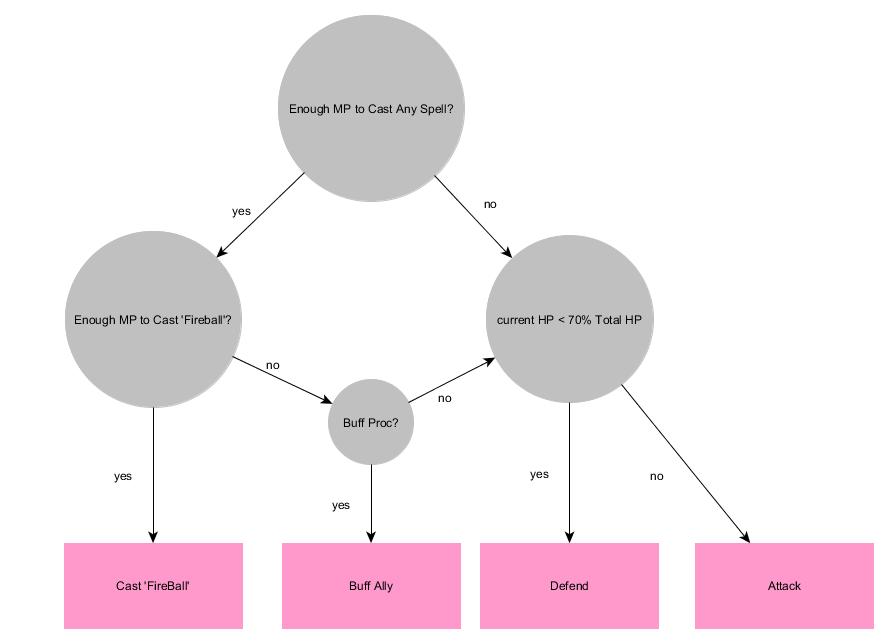 Enough MP to Cast Any Spell?
yes
no
Enough MP to Cast 'Fireball'?
current HP < 70% Total HP
no
no
Buff Proc?
yes
yes
yes
no
Cast 'FireBall'
Buff Ally
Defend
Attack